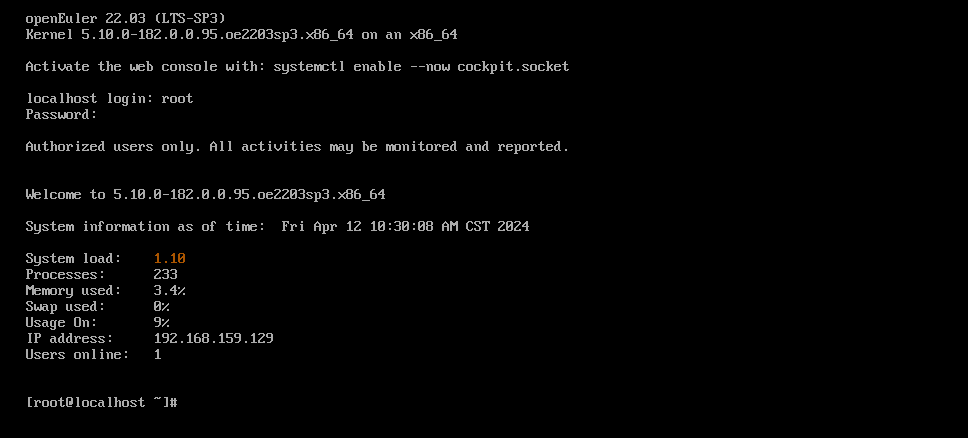 openEuler 22.03 (LTS-SP3)
Kernel 5.10.0-182.0.0.95.oe2203sp3.x86_64 on an x86_64
Activate the web console with: systemctl enable --now cockpit.socket
localhost login: root
Password:
Authorized users only. All activities may be monitored and reported.
Welcome to 5.10.0-182.0.0.95.oe2203sp3.x86_64
System information as of time:  Fri Apr 12 10:30:08 AM CST 2024
System load:    1.10
Processes:      233
Memory used:    3.4%
Swap used:      0%
Usage On:       9%
IP address:     192.168.159.129
Users online:   1
[root@localhost ~]#